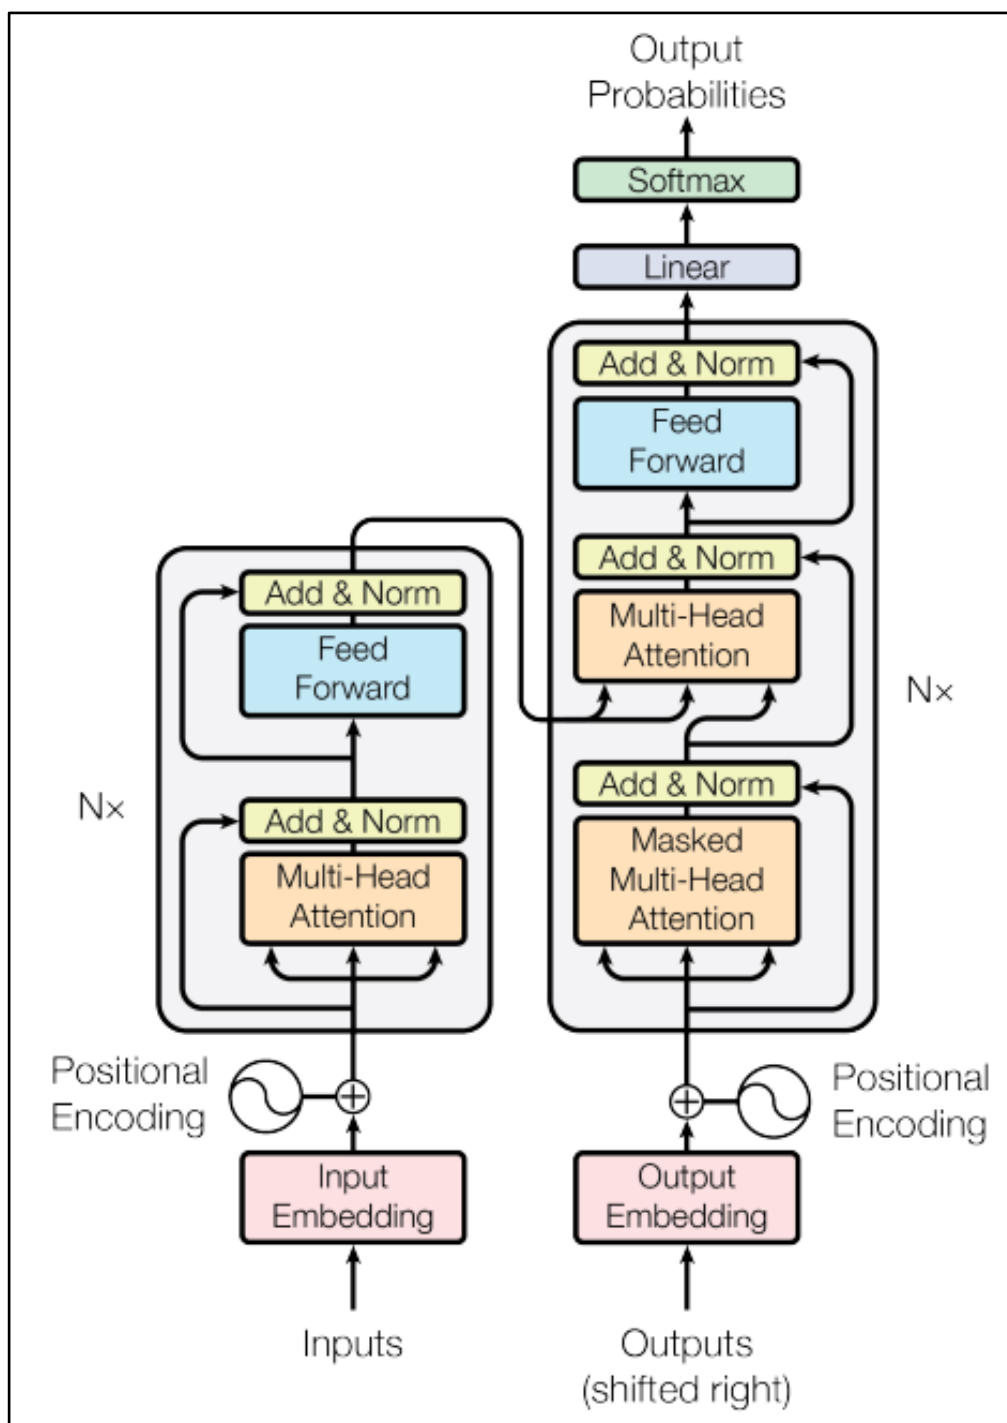 Output
Probabilities
Softmax
Linear
Add & Norm
Feed
Forward
Add & Norm
Multi-Head
Attention
Nx
Add & Norm
Masked
Multi-Head
Attention
Add & Norm
Feed
Forward
Nx
Add & Norm
Multi-Head
Attention
Positional
Encoding
Positional
Encoding
Input
Embedding
Output
Embedding
Inputs
Outputs
(shifted right)